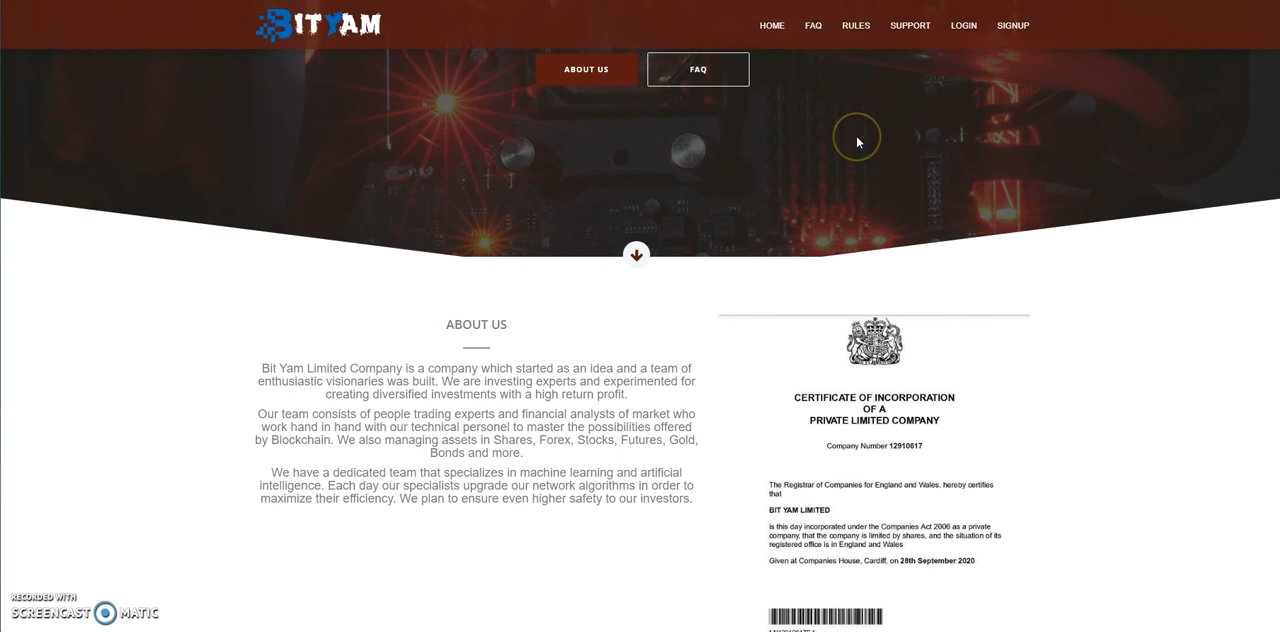 BIT YAM
HOME FAQ RULES SUPPORT LOGIN SIGNUP
ABOUT US FAQ
ABOUT US
Bit Yam Limited Company is a company which started as an idea and a team of
enthusiastic visionaries was built. We are investing experts and experimented for
creating diversified investments with a high return profit.
Our team consists of people trading experts and financial analysts of market who
work hand in hand with our technical personel to master the possibilities offered
by Blockchain. We also managing assets in Shares, Forex, Stocks, Futures, Gold,
Bonds and more.
We have a dedicated team that specializes in machine learning and artificial
intelligence. Each day our specialists upgrade our network algorithms in order to
maximize their efficiency. We plan to ensure even higher safety to our investors.
CERTIFICATE OF INCORPORATION
OF A
PRIVATE LIMITED COMPANY
Company Number 12910617
The Registrar of Companies for England and Wales, hereby certifies
that
BIT YAM LIMITED
is this day incorporated under the Companies Act 2006 as a private
company, that the company is limited by shares, and the situation of its
registered office is in England and Wales
Given at Companies House, Cardiff, on 28th September 2020
RECORDED WITH
SCREENCAST MATIC